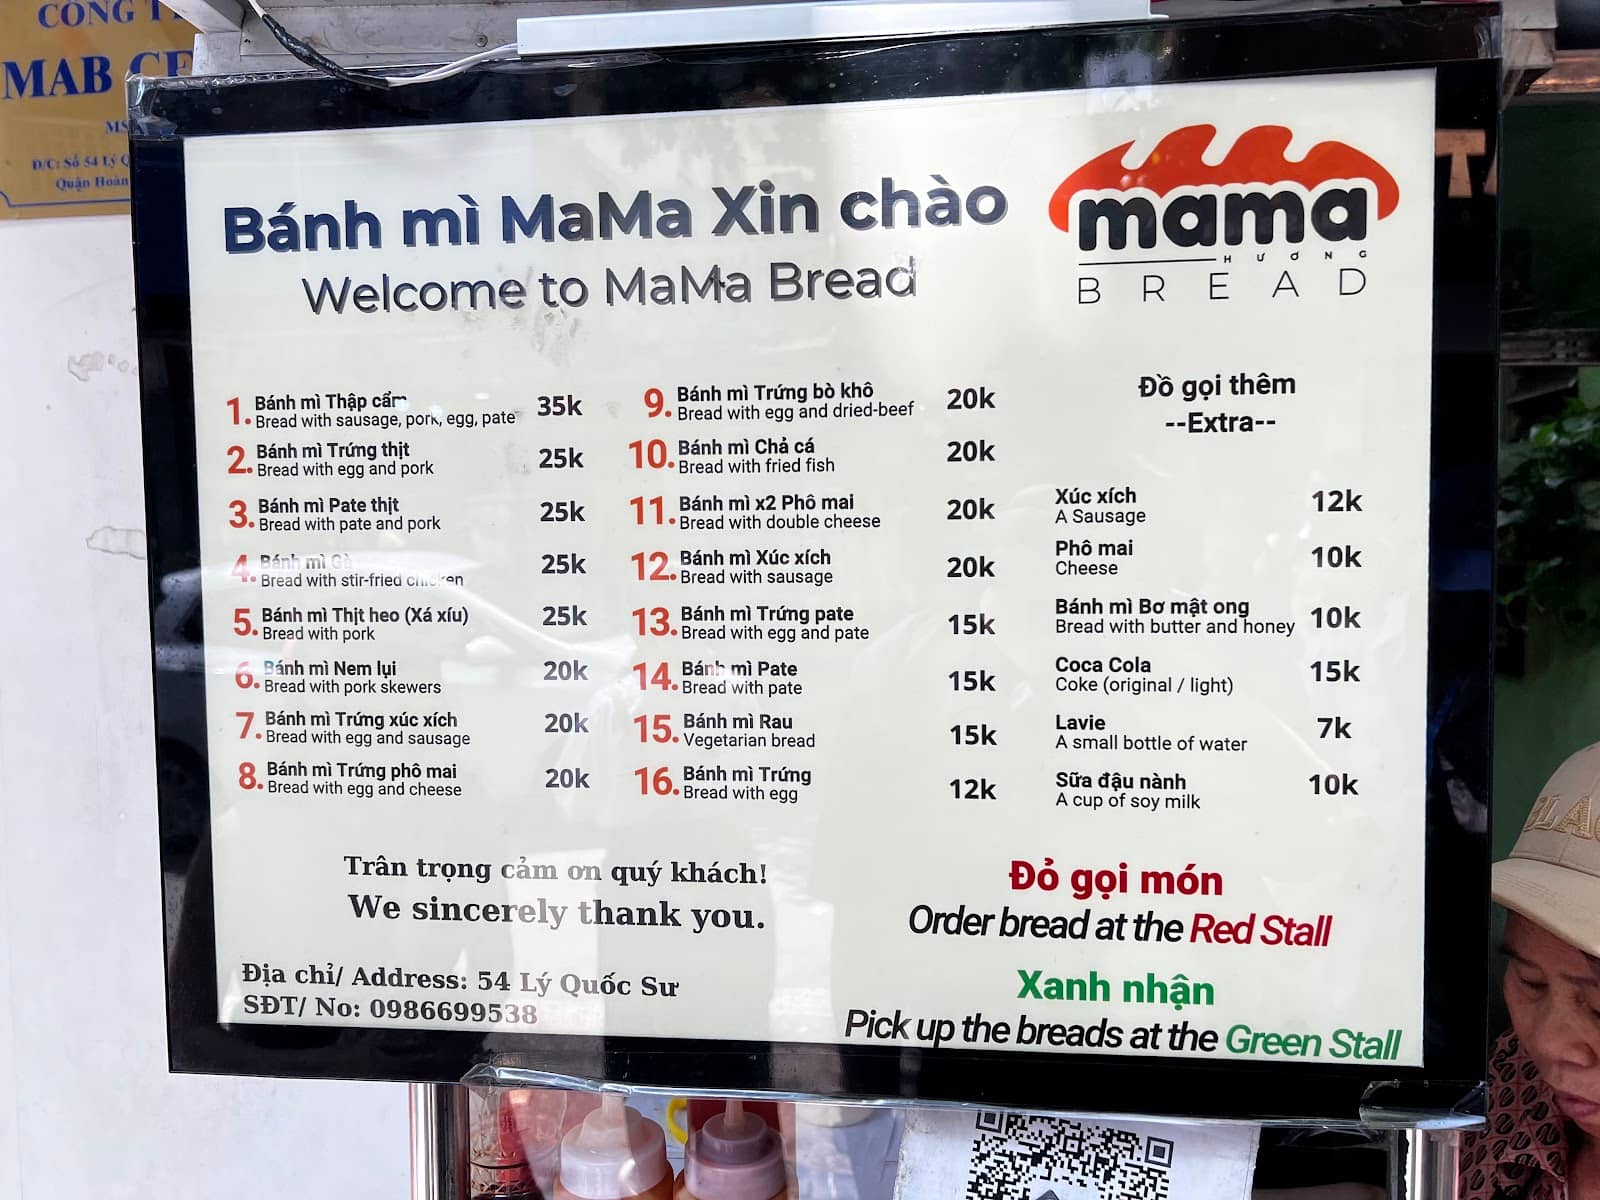 CÔNG T
MAB CE
MS
Đ/C: Số 54 Lý Q
Quận Hoàn
Bánh mì MaMa Xin chào
Welcome to MaMa Bread
mama
HƯƠNG
BREAD
1. Bánh mì Thập cẩm 35k
Bread with sausage, pork, egg, pate
2. Bánh mì Trứng thịt 25k
Bread with egg and pork
3. Bánh mì Pate thịt 25k
Bread with pate and pork
4. Bánh mì Gà 25k
Bread with stir-fried chicken
5. Bánh mì Thịt heo (Xá xíu) 25k
Bread with pork
6. Bánh mì Nem lụi 20k
Bread with pork skewers
7. Bánh mì Trứng xúc xích 20k
Bread with egg and sausage
8. Bánh mì Trứng phô mai 20k
Bread with egg and cheese
9. Bánh mì Trứng bò khô 20k
Bread with egg and dried-beef
10. Bánh mì Chả cá 20k
Bread with fried fish
11. Bánh mì x2 Phô mai 20k
Bread with double cheese
12. Bánh mì Xúc xích 20k
Bread with sausage
13. Bánh mì Trứng pate 15k
Bread with egg and pate
14. Bánh mì Pate 15k
Bread with pate
15. Bánh mì Rau 15k
Vegetarian bread
16. Bánh mì Trứng 12k
Bread with egg
Đồ gọi thêm
--Extra--
Xúc xích 12k
A Sausage
Phô mai 10k
Cheese
Bánh mì Bơ mật ong 10k
Bread with butter and honey
Coca Cola 15k
Coke (original / light)
Lavie 7k
A small bottle of water
Sữa đậu nành 10k
A cup of soy milk
Trân trọng cảm ơn quý khách!
We sincerely thank you.
Địa chỉ/ Address: 54 Lý Quốc Sư
SĐT/ No: 0986699538
Đỏ gọi món
Order bread at the Red Stall
Xanh nhận
Pick up the breads at the Green Stall